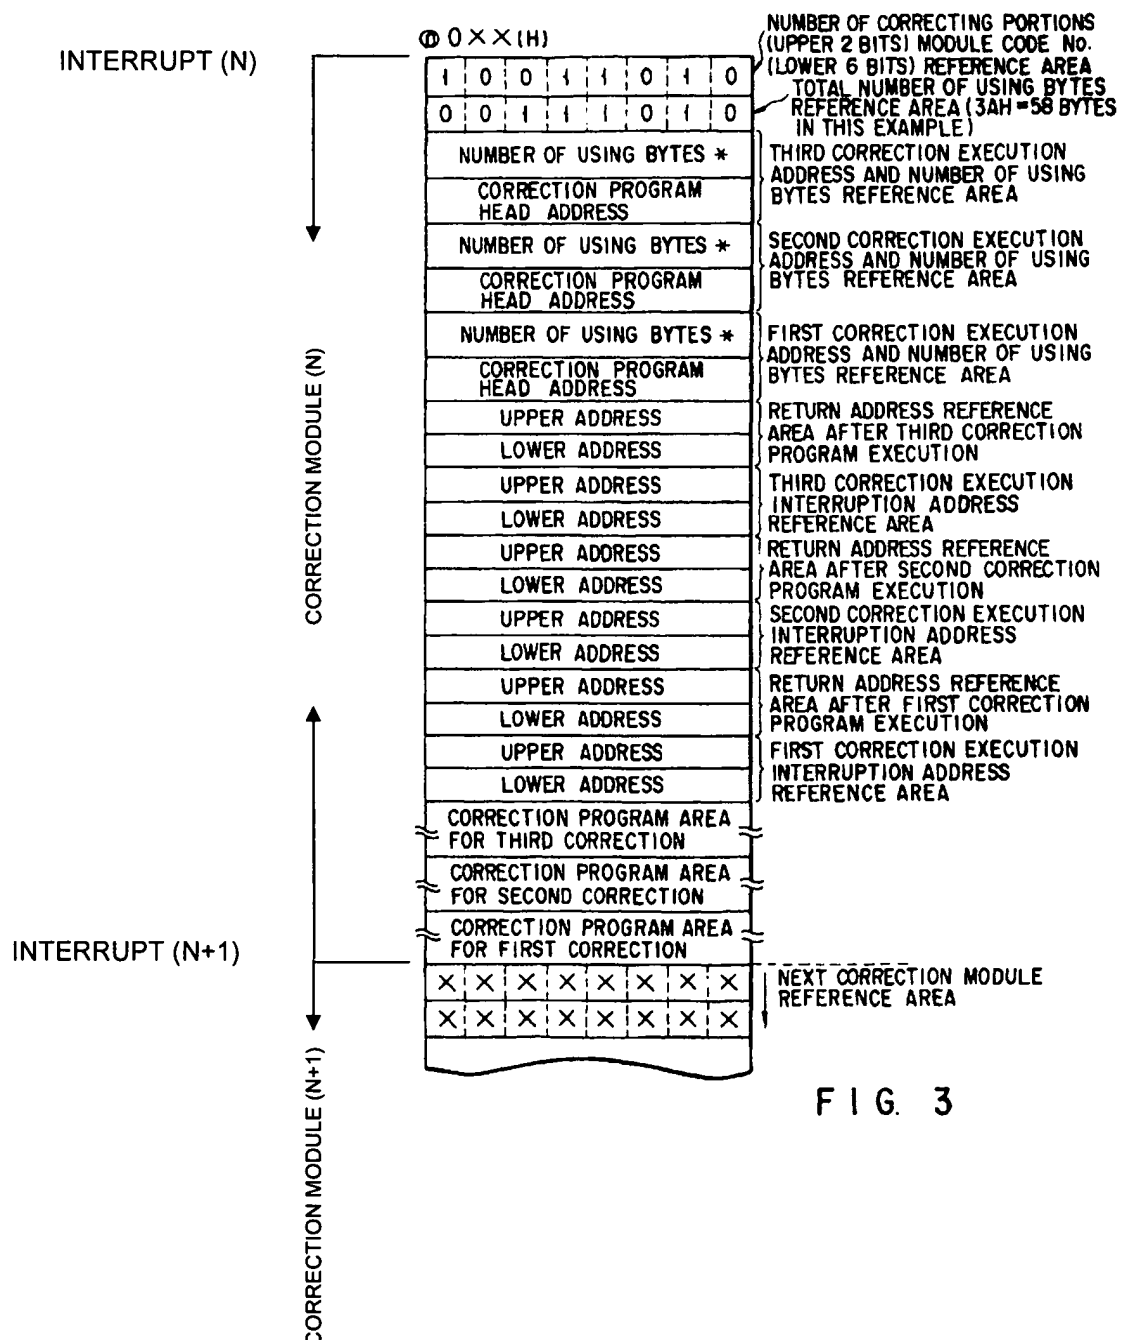 INTERRUPT (N)
0XX(H)
NUMBER OF CORRECTING PORTIONS
(UPPER 2 BITS) MODULE CODE No.
(LOWER 6 BITS) REFERENCE AREA
1 0 0 1 1 0 1 0
TOTAL NUMBER OF USING BYTES
REFERENCE AREA (3AH=58 BYTES
IN THIS EXAMPLE)
0 0 1 1 1 0 1 0
NUMBER OF USING BYTES *
CORRECTION PROGRAM
HEAD ADDRESS
THIRD CORRECTION EXECUTION
ADDRESS AND NUMBER OF USING
BYTES REFERENCE AREA
NUMBER OF USING BYTES *
CORRECTION PROGRAM
HEAD ADDRESS
SECOND CORRECTION EXECUTION
ADDRESS AND NUMBER OF USING
BYTES REFERENCE AREA
NUMBER OF USING BYTES *
CORRECTION PROGRAM
HEAD ADDRESS
FIRST CORRECTION EXECUTION
ADDRESS AND NUMBER OF USING
BYTES REFERENCE AREA
CORRECTION MODULE (N)
UPPER ADDRESS
LOWER ADDRESS
RETURN ADDRESS REFERENCE
AREA AFTER THIRD CORRECTION
PROGRAM EXECUTION
UPPER ADDRESS
LOWER ADDRESS
THIRD CORRECTION EXECUTION
INTERRUPTION ADDRESS
REFERENCE AREA
UPPER ADDRESS
LOWER ADDRESS
RETURN ADDRESS REFERENCE
AREA AFTER SECOND CORRECTION
PROGRAM EXECUTION
UPPER ADDRESS
LOWER ADDRESS
SECOND CORRECTION EXECUTION
INTERRUPTION ADDRESS
REFERENCE AREA
UPPER ADDRESS
LOWER ADDRESS
RETURN ADDRESS REFERENCE
AREA AFTER FIRST CORRECTION
PROGRAM EXECUTION
UPPER ADDRESS
LOWER ADDRESS
FIRST CORRECTION EXECUTION
INTERRUPTION ADDRESS
REFERENCE AREA
CORRECTION PROGRAM AREA
FOR THIRD CORRECTION
CORRECTION PROGRAM AREA
FOR SECOND CORRECTION
CORRECTION PROGRAM AREA
FOR FIRST CORRECTION
INTERRUPT (N+1)
X X X X X X X X
X X X X X X X X
NEXT CORRECTION MODULE
REFERENCE AREA
CORRECTION MODULE (N+1)
FIG. 3